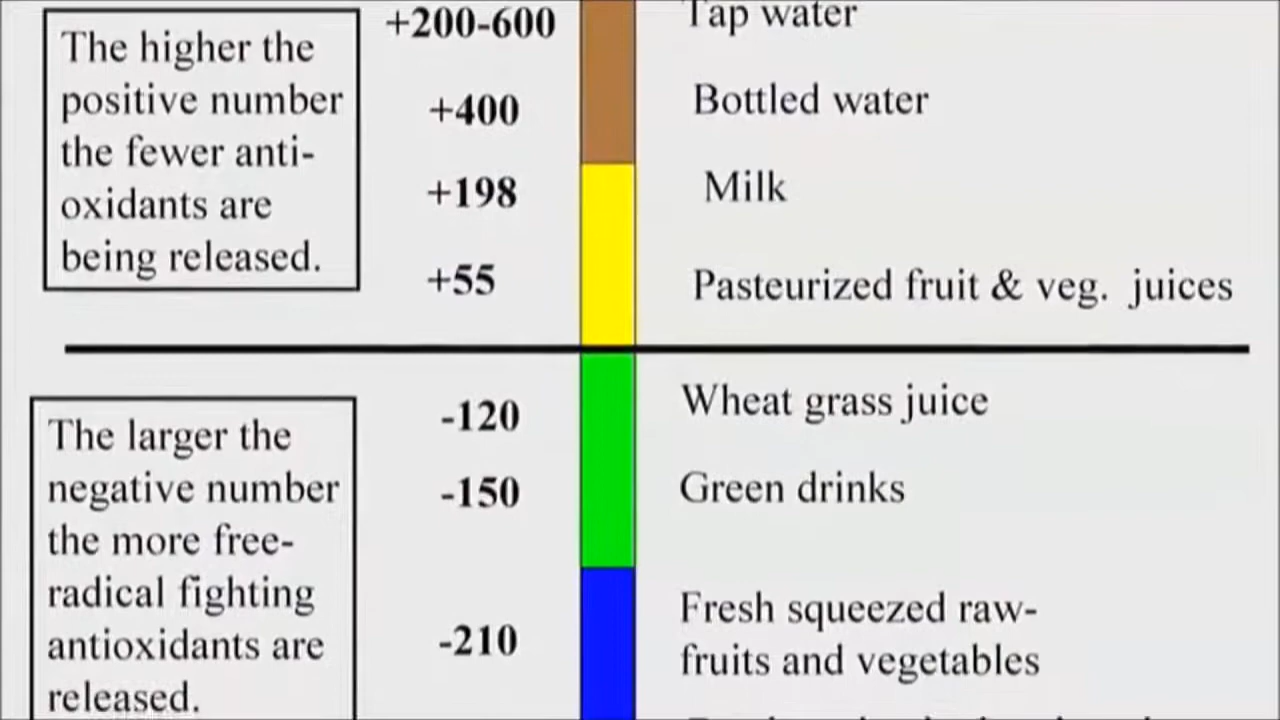 The higher the
positive number
the fewer anti-
oxidants are
being released.
+200-600 Tap water
+400 Bottled water
+198 Milk
+55 Pasteurized fruit & veg. juices
The larger the
negative number
the more free-
radical fighting
antioxidants are
released.
-120 Wheat grass juice
-150 Green drinks
-210 Fresh squeezed raw-
fruits and vegetables